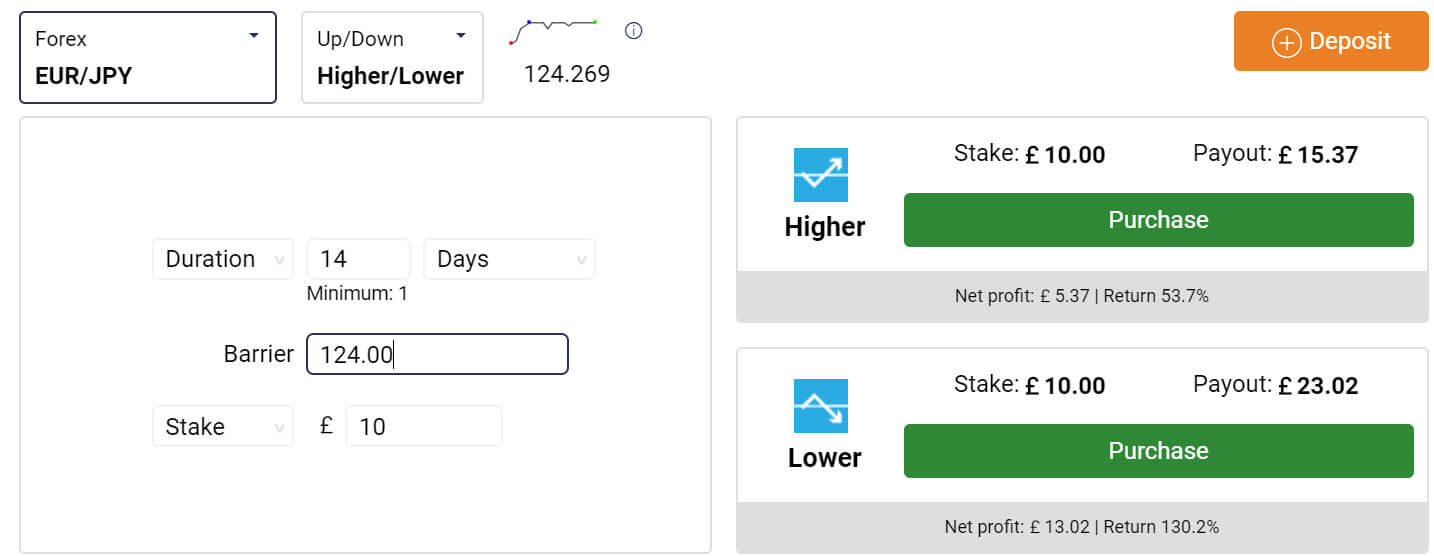 Forex
EUR/JPY
Up/Down
Higher/Lower
124.269
Deposit
Duration 14 Days
Minimum: 1
Barrier 124.00
Stake £ 10
Higher
Stake: £ 10.00 Payout: £ 15.37
Purchase
Net profit: £ 5.37 | Return 53.7%
Lower
Stake: £ 10.00 Payout: £ 23.02
Purchase
Net profit: £ 13.02 | Return 130.2%